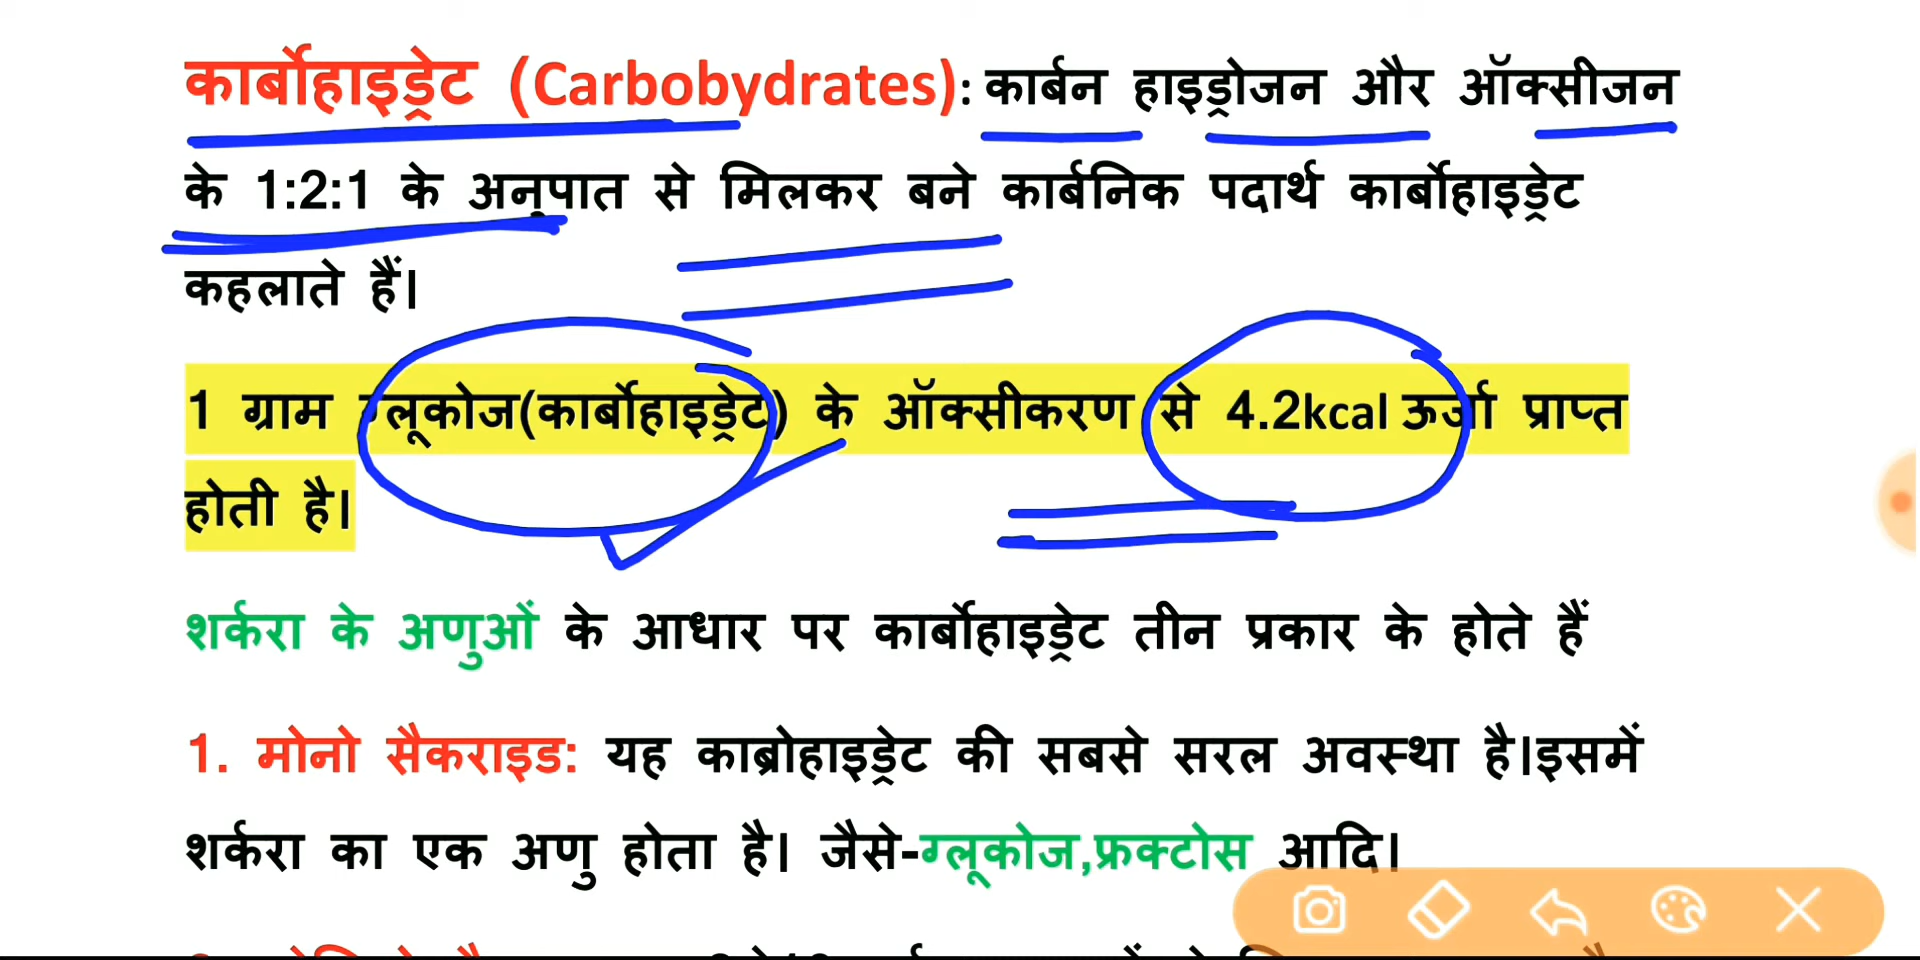 कार्बोहाइड्रेट (Carbobydrates): कार्बन हाइड्रोजन और ऑक्सीजन
के 1:2:1 के अनुपात से मिलकर बने कार्बनिक पदार्थ कार्बोहाइड्रेट
कहलाते हैं।
1 ग्राम ग्लूकोज(कार्बोहाइड्रेट) के ऑक्सीकरण से 4.2kcal ऊर्जा प्राप्त
होती है।
शर्करा के अणुओं के आधार पर कार्बोहाइड्रेट तीन प्रकार के होते हैं
1. मोनो सैकराइड: यह काब्रोहाइड्रेट की सबसे सरल अवस्था है।इसमें
शर्करा का एक अणु होता है। जैसे-ग्लूकोज,फ्रक्टोस आदि।